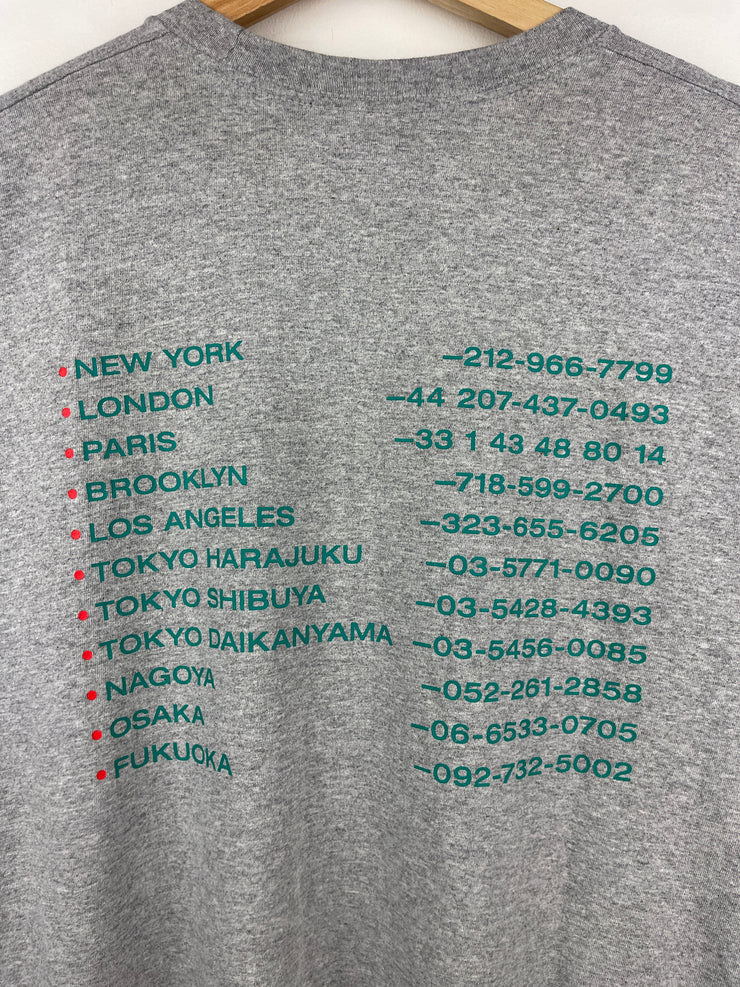 • NEW YORK –212-966-7799
• LONDON –44 207-437-0493
• PARIS –33 1 43 48 80 14
• BROOKLYN –718-599-2700
• LOS ANGELES –323-655-6205
• TOKYO HARAJUKU –03-5771-0090
• TOKYO SHIBUYA –03-5428-4393
• TOKYO DAIKANYAMA –03-5456-0085
• NAGOYA –052-261-2858
• OSAKA –06-6533-0705
• FUKUOKA –092-732-5002